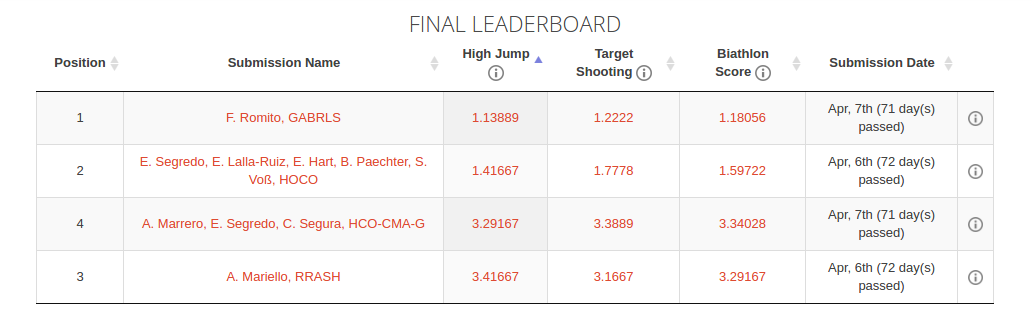 FINAL LEADERBOARD
Position Submission Name High Jump Target Shooting Biathlon Score Submission Date
1 F. Romito, GABRLS 1.13889 1.2222 1.18056 Apr, 7th (71 day(s) passed)
2 E. Segredo, E. Lalla-Ruiz, E. Hart, B. Paechter, S. Voß, HOCO 1.41667 1.7778 1.59722 Apr, 6th (72 day(s) passed)
4 A. Marrero, E. Segredo, C. Segura, HCO-CMA-G 3.29167 3.3889 3.34028 Apr, 7th (71 day(s) passed)
3 A. Mariello, RRASH 3.41667 3.1667 3.29167 Apr, 6th (72 day(s) passed)